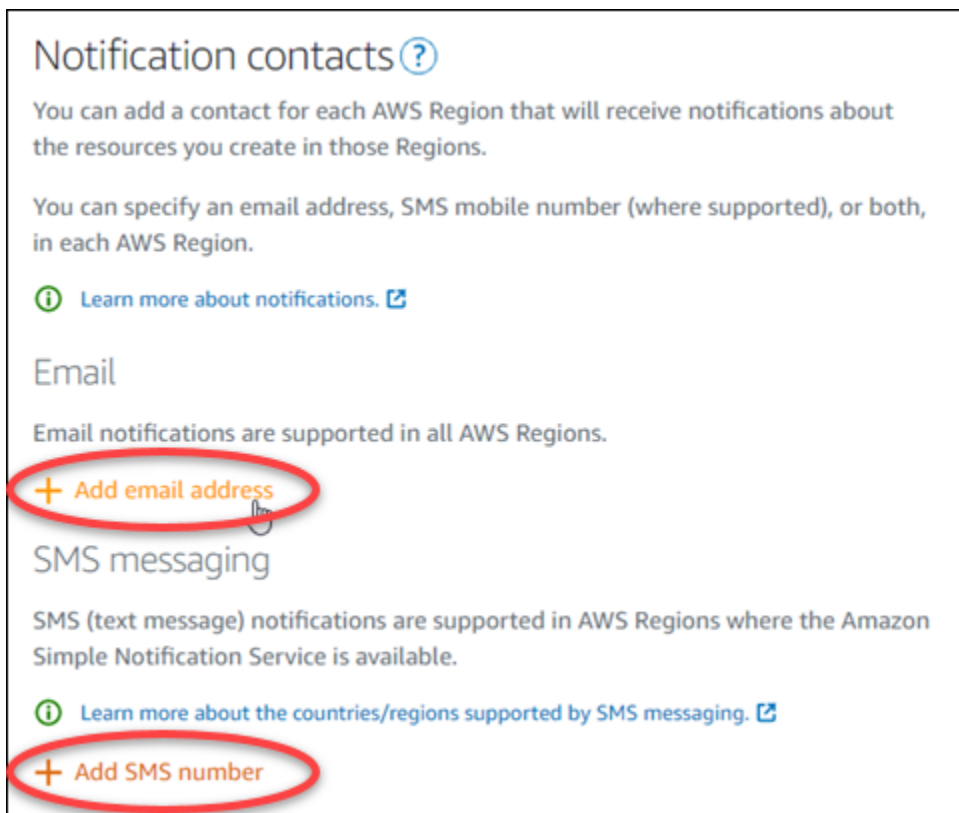 Notification contacts ?
You can add a contact for each AWS Region that will receive notifications about
the resources you create in those Regions.
You can specify an email address, SMS mobile number (where supported), or both,
in each AWS Region.
Learn more about notifications.
Email
Email notifications are supported in all AWS Regions.
+ Add email address
SMS messaging
SMS (text message) notifications are supported in AWS Regions where the Amazon
Simple Notification Service is available.
Learn more about the countries/regions supported by SMS messaging.
+ Add SMS number